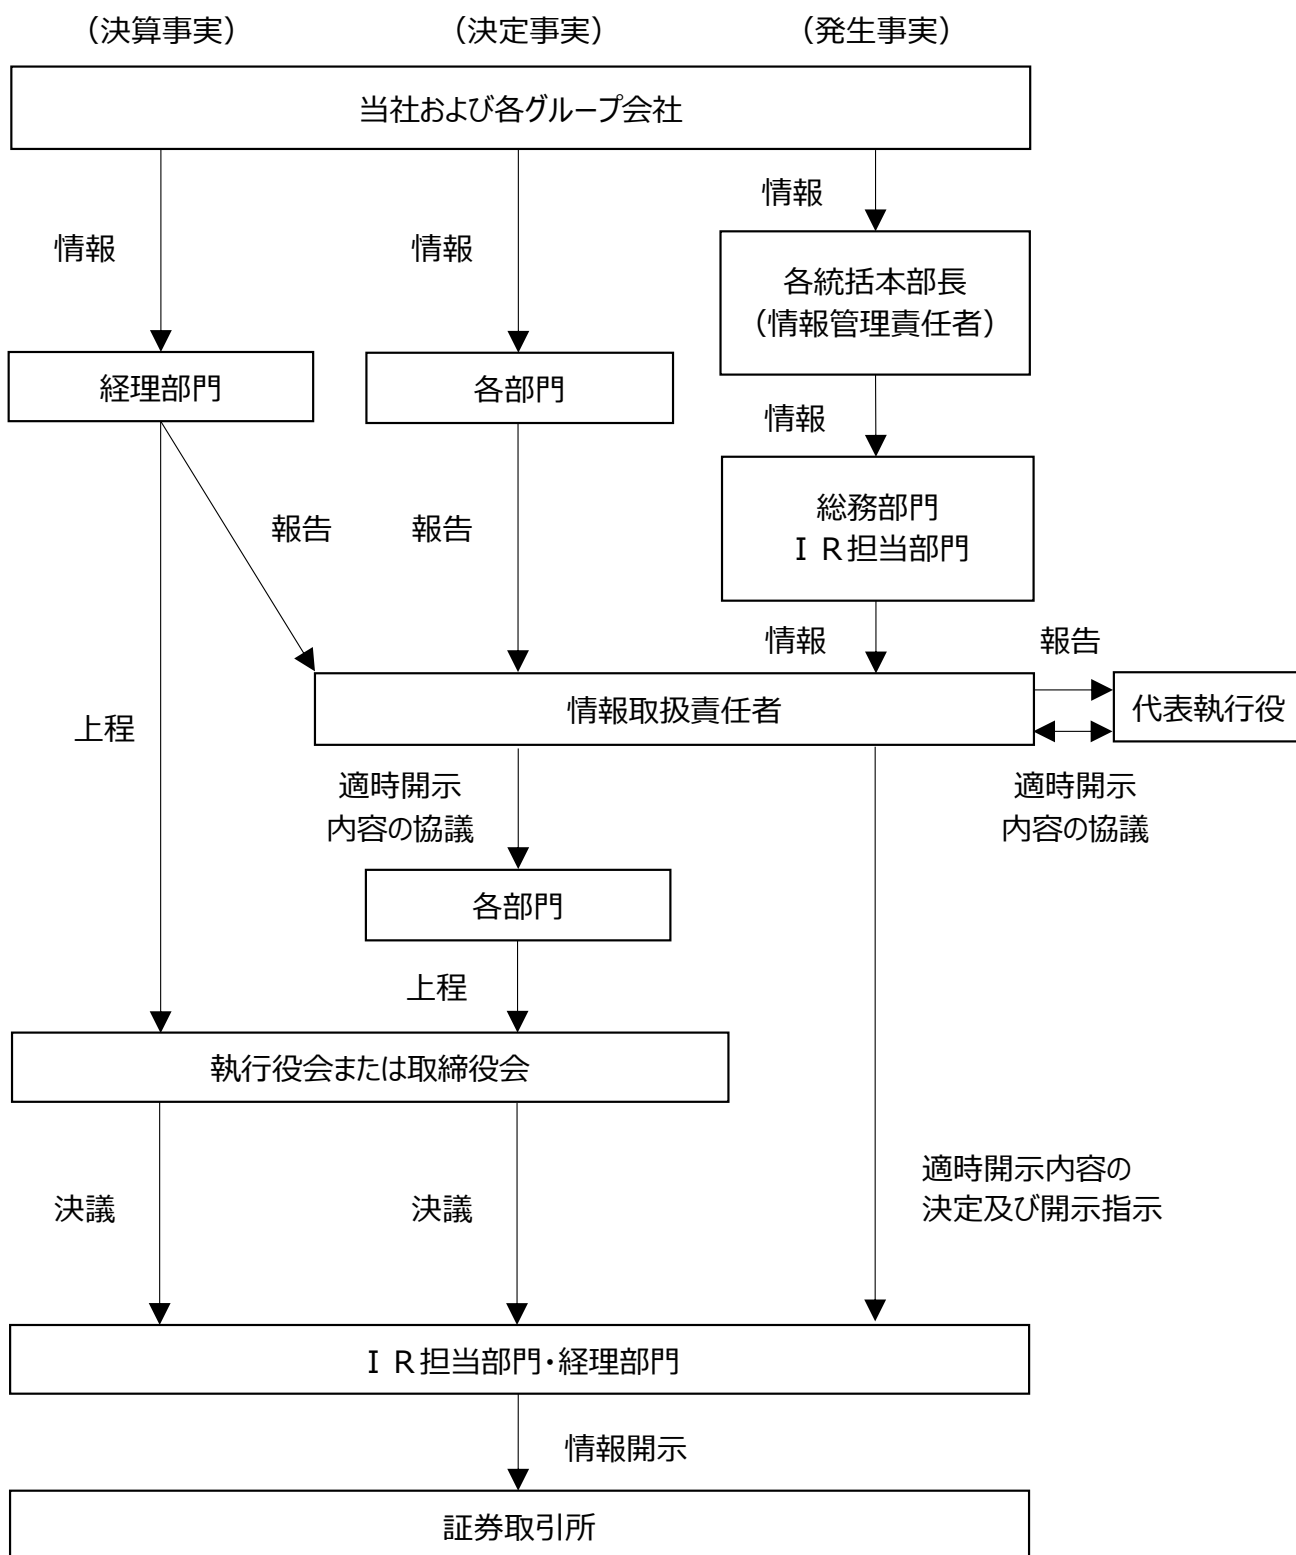 （決算事実）
（決定事実）
（発生事実）
当社および各グループ会社
情報
情報
情報
各統括本部長
（情報管理責任者）
経理部門
各部門
情報
総務部門
ＩＲ担当部門
報告
報告
情報
報告
情報取扱責任者
代表執行役
上程
適時開示
内容の協議
適時開示
内容の協議
各部門
上程
執行役会または取締役会
決議
決議
適時開示内容の
決定及び開示指示
ＩＲ担当部門・経理部門
情報開示
証券取引所